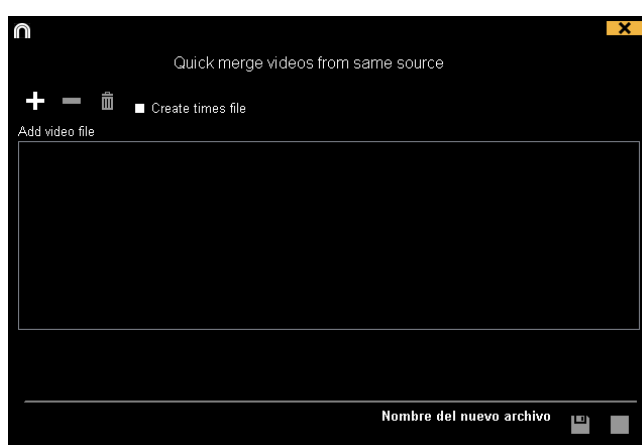 Quick merge videos from same source
Create times file
Add video file
Nombre del nuevo archivo